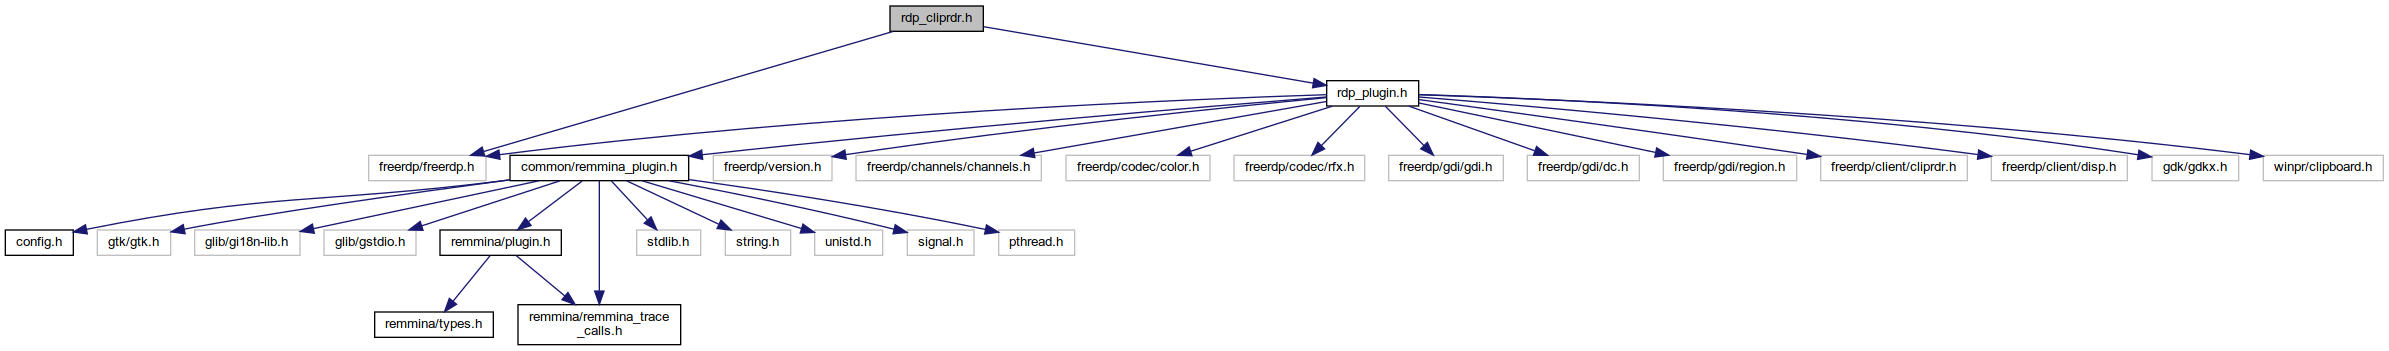 rdp_cliprdr.h
rdp_plugin.h
freerdp/freerdp.h
common/remmina_plugin.h
freerdp/version.h
freerdp/channels/channels.h
freerdp/codec/color.h
freerdp/codec/rfx.h
freerdp/gdi/gdi.h
freerdp/gdi/dc.h
freerdp/gdi/region.h
freerdp/client/cliprdr.h
freerdp/client/disp.h
gdk/gdkx.h
winpr/clipboard.h
config.h
gtk/gtk.h
glib/gi18n-lib.h
glib/gstdio.h
remmina/plugin.h
stdlib.h
string.h
unistd.h
signal.h
pthread.h
remmina/types.h
remmina/remmina_trace
_calls.h